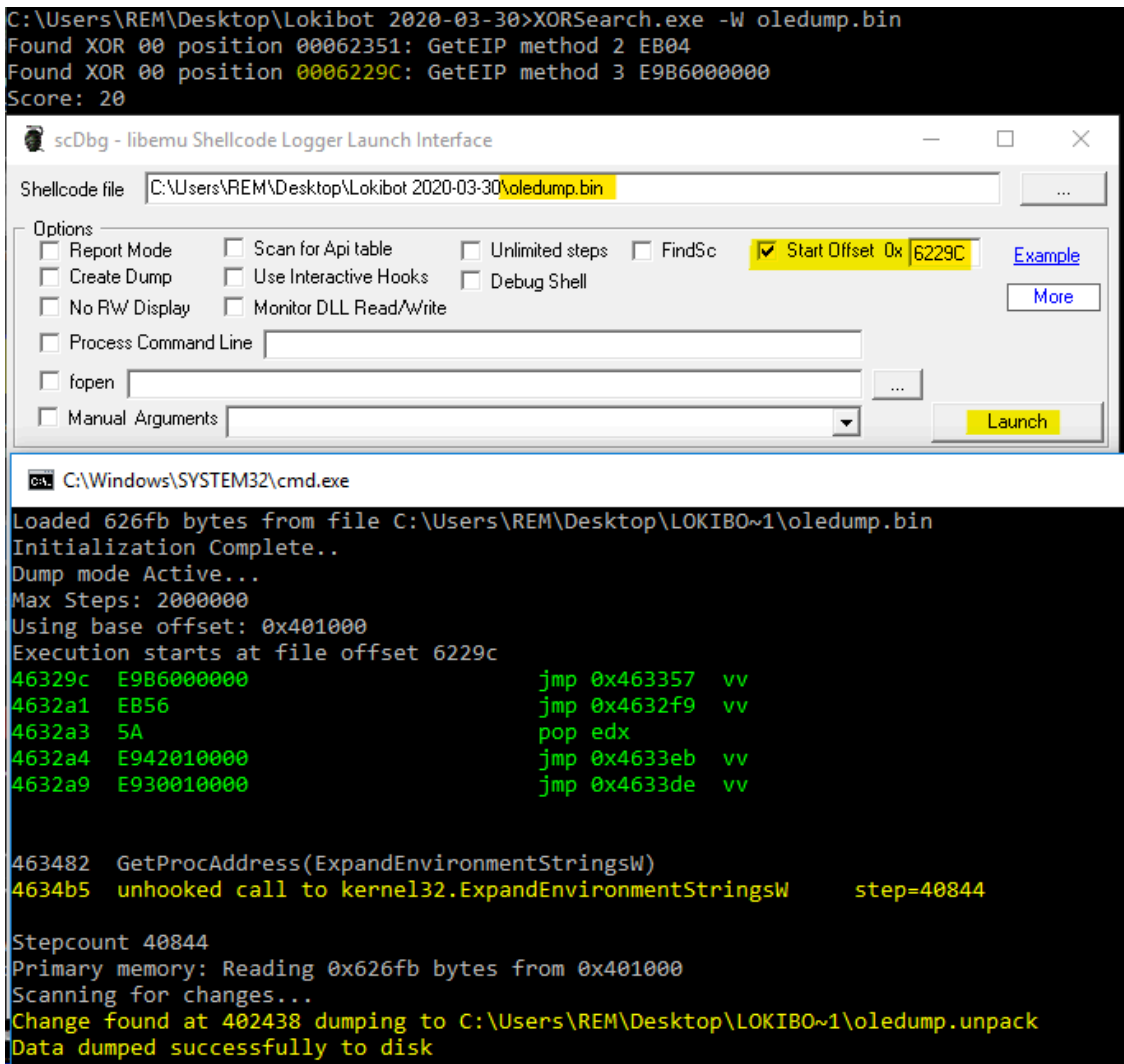 C:\Users\REM\Desktop\Lokibot 2020-03-30>XORSearch.exe -W oledump.bin
Found XOR 00 position 00062351: GetEIP method 2 EB04
Found XOR 00 position 0006229C: GetEIP method 3 E9B6000000
Score: 20
scDbg - libemu Shellcode Logger Launch Interface
Shellcode file C:\Users\REM\Desktop\Lokibot 2020-03-30\oledump.bin ...
Options
Report Mode Scan for Api table Unlimited steps FindSc Start Offset 0x 6229C Example
Create Dump Use Interactive Hooks Debug Shell
No RW Display Monitor DLL Read/Write More
Process Command Line
fopen ...
Manual Arguments Launch
C:\Windows\SYSTEM32\cmd.exe
Loaded 626fb bytes from file C:\Users\REM\Desktop\LOKIBO~1\oledump.bin
Initialization Complete..
Dump mode Active...
Max Steps: 2000000
Using base offset: 0x401000
Execution starts at file offset 6229c
46329c E9B6000000 jmp 0x463357 vv
4632a1 EB56 jmp 0x4632f9 vv
4632a3 5A pop edx
4632a4 E942010000 jmp 0x4633eb vv
4632a9 E930010000 jmp 0x4633de vv
463482 GetProcAddress(ExpandEnvironmentStringsW)
4634b5 unhooked call to kernel32.ExpandEnvironmentStringsW step=40844
Stepcount 40844
Primary memory: Reading 0x626fb bytes from 0x401000
Scanning for changes...
Change found at 402438 dumping to C:\Users\REM\Desktop\LOKIBO~1\oledump.unpack
Data dumped successfully to disk